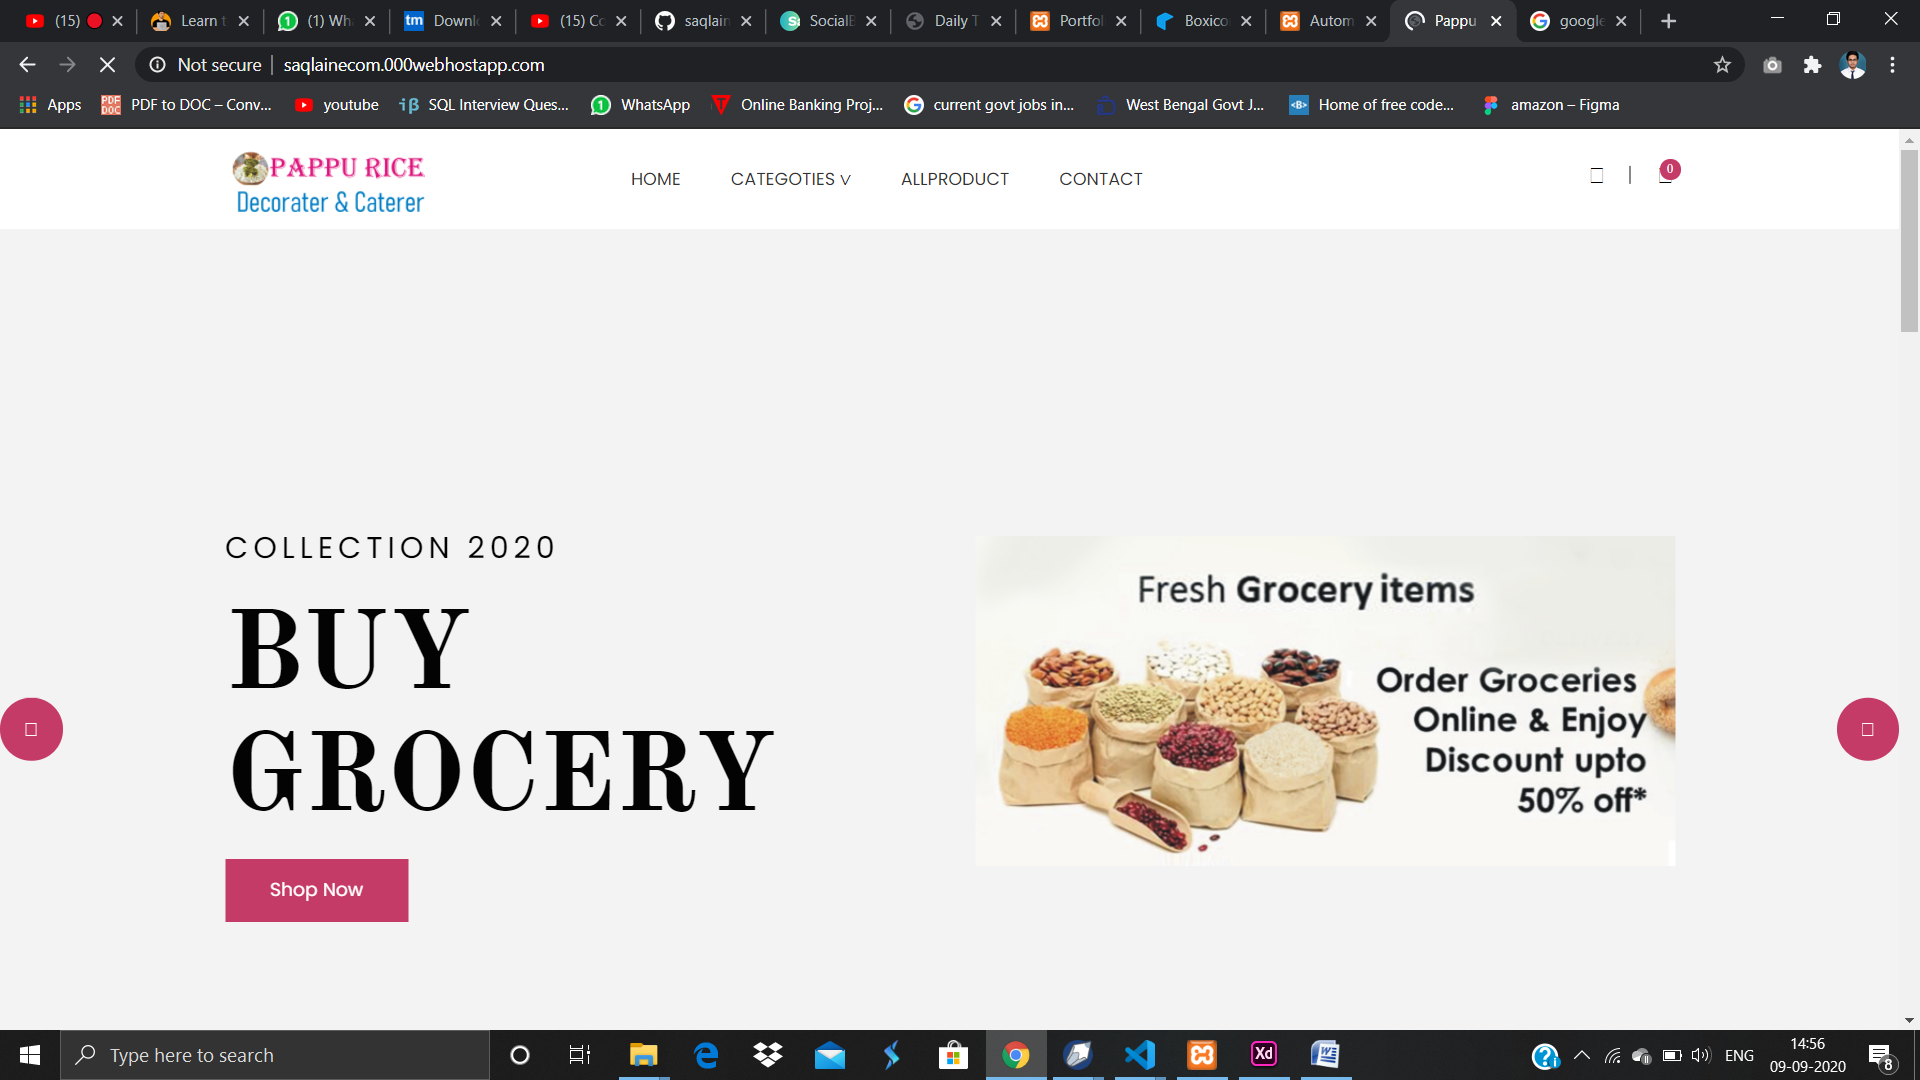 (15)
Learn t
(1) Wh
Downl
(15) Co
saqlain
SocialB
Daily T
Portfol
Boxico
Autom
Pappu
google
Not secure
saqlainecom.000webhostapp.com
Apps
PDF to DOC – Conv...
youtube
SQL Interview Ques...
WhatsApp
Online Banking Proj...
current govt jobs in...
West Bengal Govt J...
Home of free code...
amazon – Figma
PAPPU RICE
Decorater & Caterer
HOME
CATEGOTIES V
ALLPRODUCT
CONTACT
|
0
COLLECTION 2020
BUY
GROCERY
Shop Now
Fresh Grocery items
Order Groceries
Online & Enjoy
Discount upto
50% off*
Type here to search
ENG
14:56
09-09-2020
8